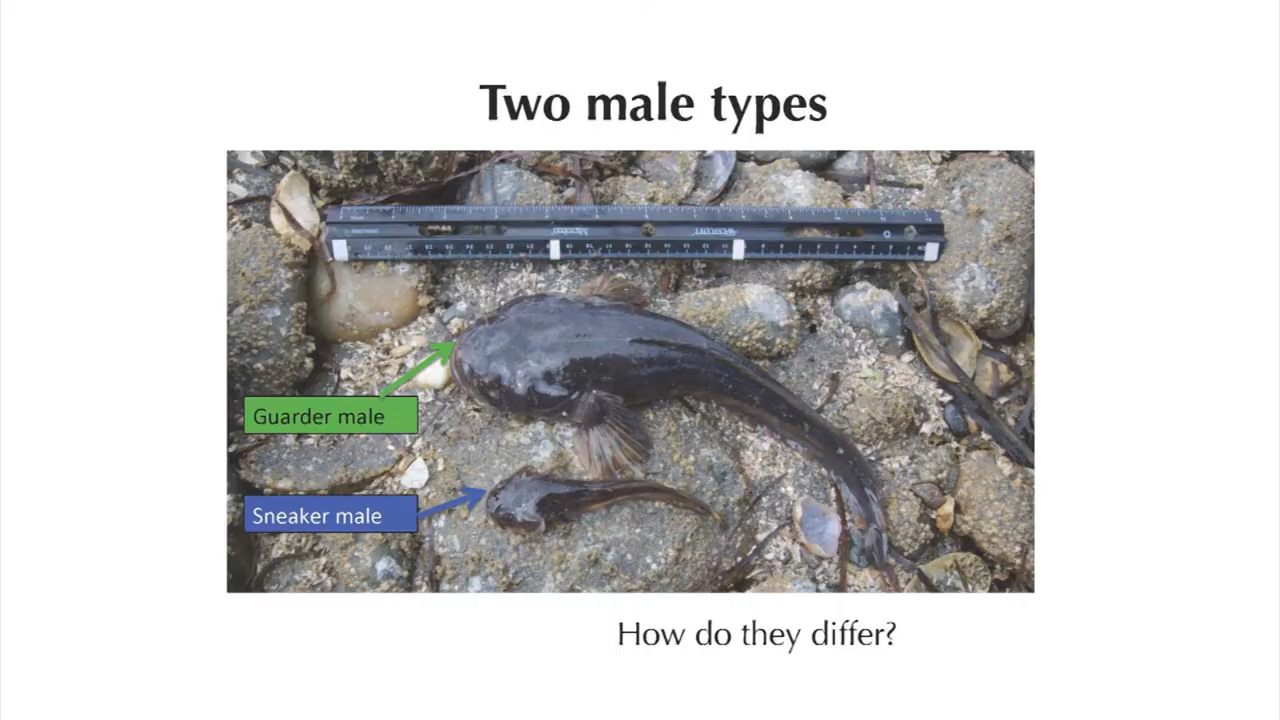 Two male types
Guarder male
Sneaker male
How do they differ?